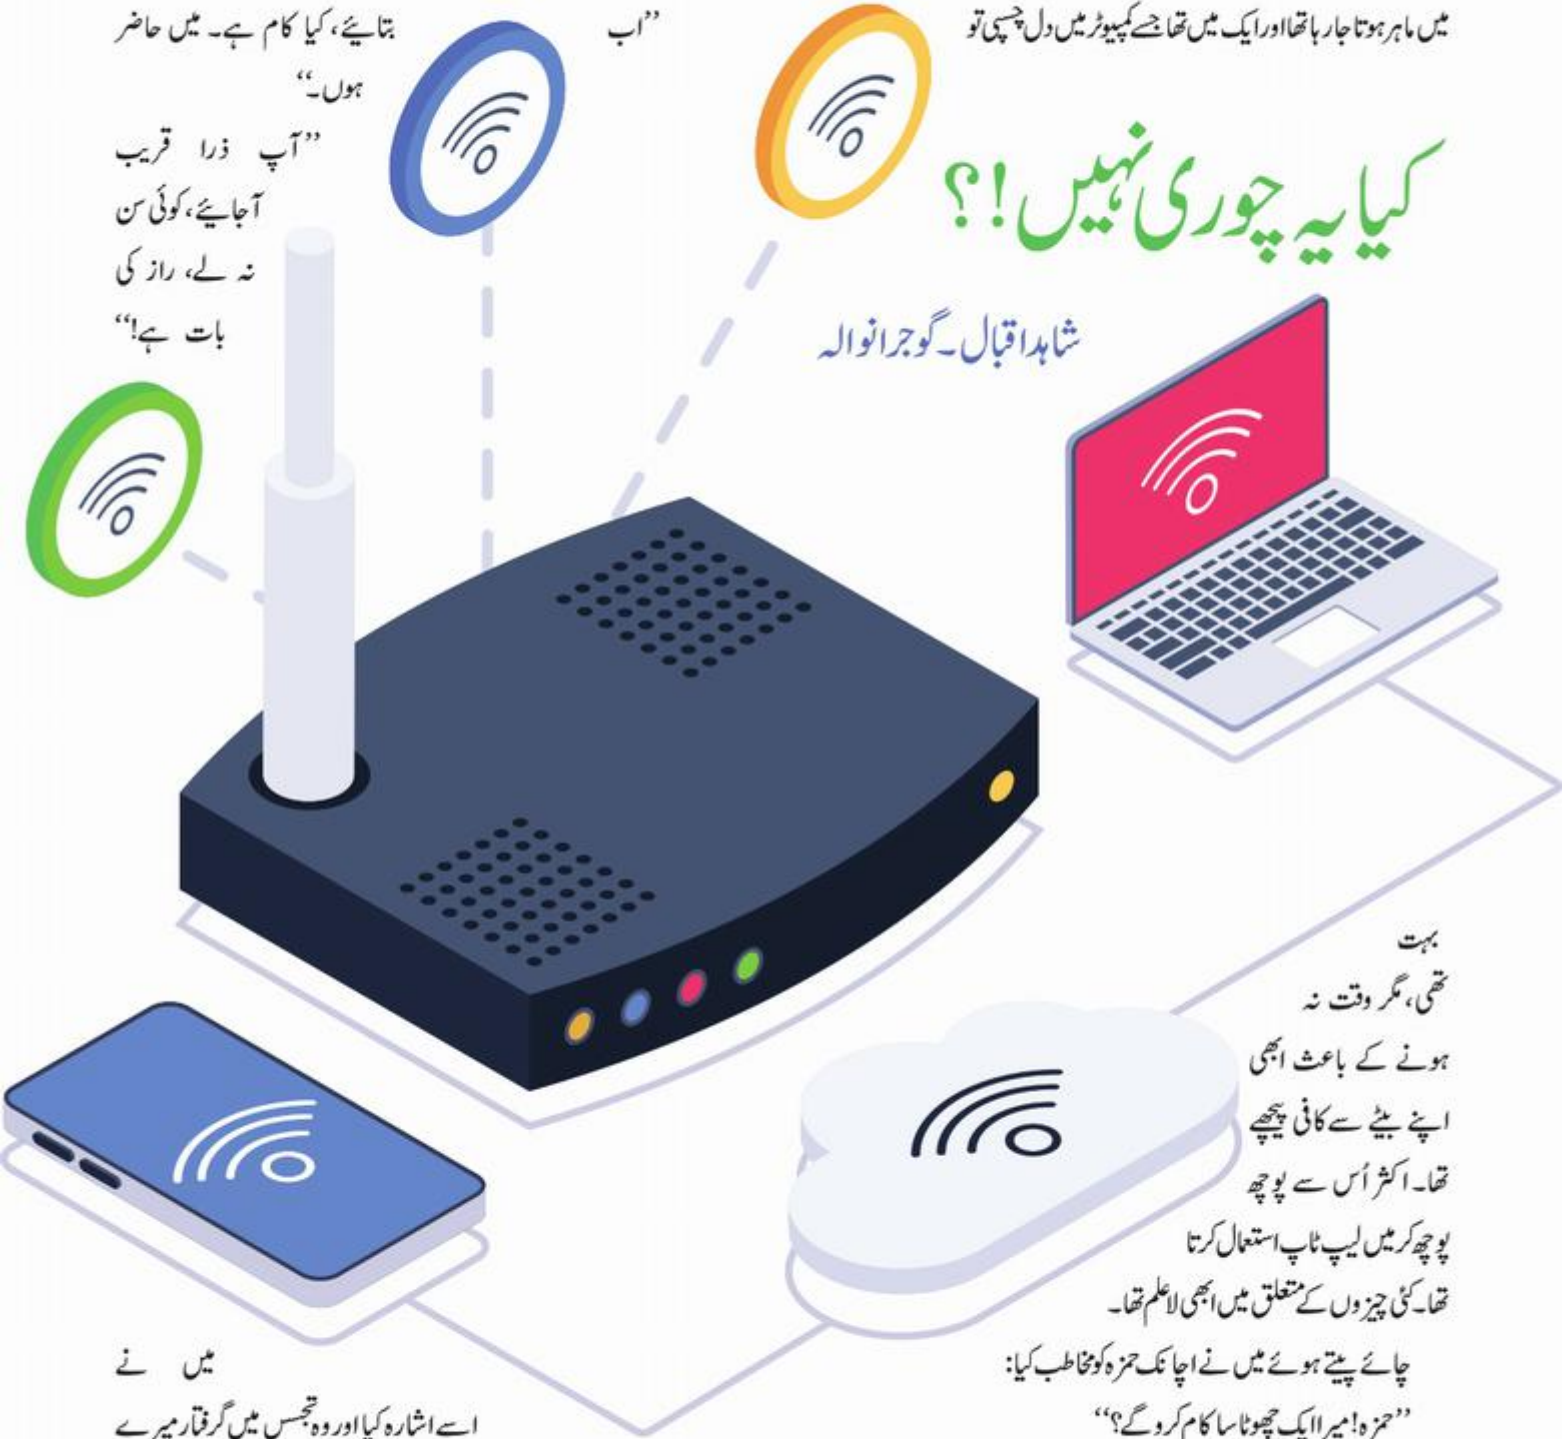 میں ماہر ہوتا جا رہا تھا اور ایک میں تھا جسے کمپیوٹر میں دل چسپی تو
کیا یہ چوری نہیں!؟
شاہد اقبال۔ گوجرانوالہ
بہت
تھی، مگر وقت نہ
ہونے کے باعث ابھی
اپنے بیٹے سے کافی پیچھے
تھا۔ اکثر اُس سے پوچھ
پوچھ کر میں لیپ ٹاپ استعمال کرتا
تھا۔ کئی چیزوں کے متعلق میں ابھی لاعلم تھا۔
چائے پیتے ہوئے میں نے اچانک حمزہ کو مخاطب کیا:
”حمزہ! میرا ایک چھوٹا سا کام کرو گے؟“
”اب
بتائیے، کیا کام ہے۔ میں حاضر
ہوں۔“
”آپ ذرا قریب
آجائیے، کوئی سن
نہ لے، راز کی
بات ہے!“
میں نے
اسے اشارہ کیا اور وہ تجسس میں گرفتار میرے